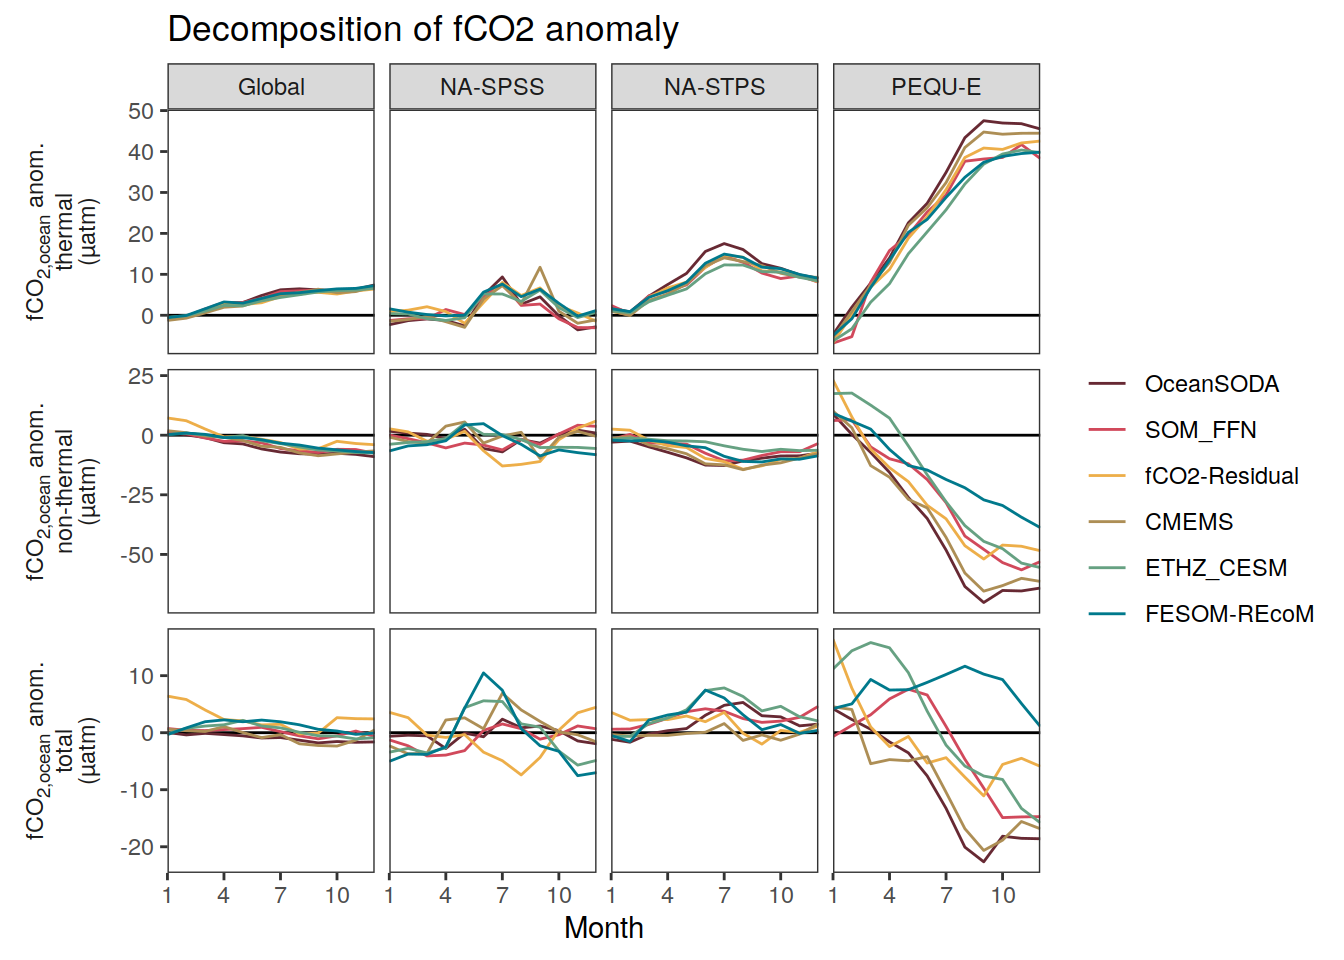 Decomposition of fCO2 anomaly
Global NA-SPSS NA-STPS PEQU-E
fCO2,ocean anom.
thermal
(µatm)
50
40
30
20
10
0
fCO2,ocean anom.
non-thermal
(µatm)
25
0
-25
-50
fCO2,ocean anom.
total
(µatm)
10
0
-10
-20
1 4 7 10 1 4 7 10 1 4 7 10 1 4 7 10
Month
OceanSODA
SOM_FFN
fCO2-Residual
CMEMS
ETHZ_CESM
FESOM-REcoM